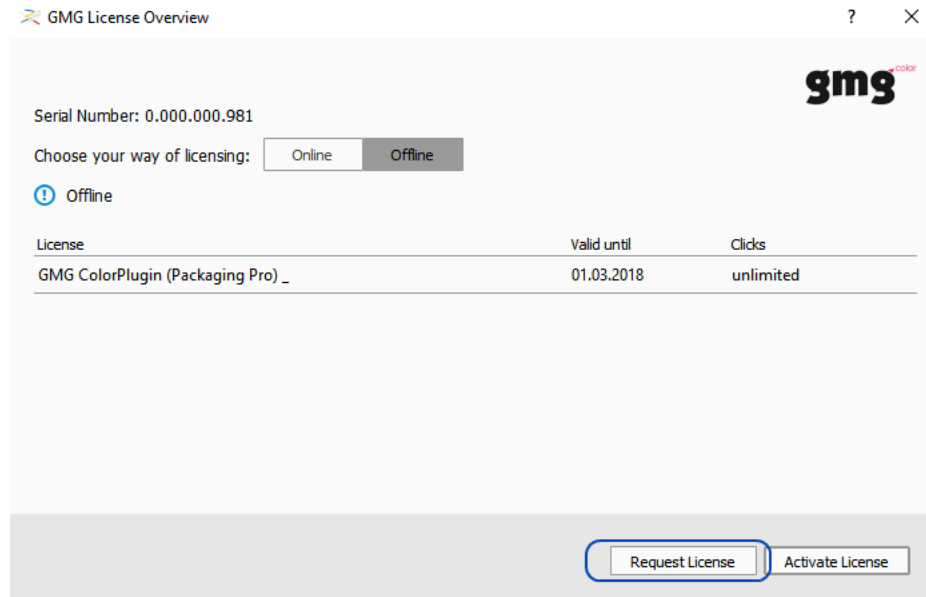 GMG License Overview ? ×
gmg color
Serial Number: 0.000.000.981
Choose your way of licensing: Online Offline
! Offline
License Valid until Clicks
GMG ColorPlugin (Packaging Pro) _ 01.03.2018 unlimited
Request License Activate License